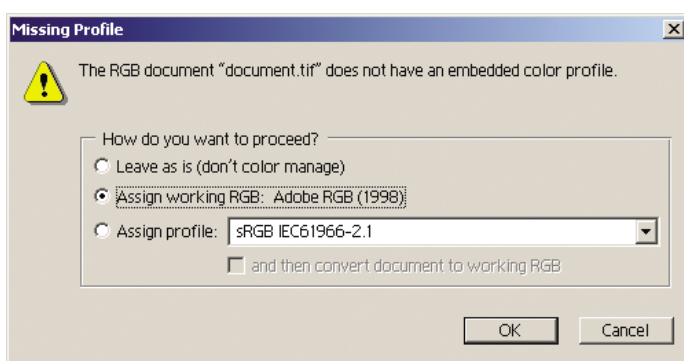 Missing Profile
The RGB document “document.tif” does not have an embedded color profile.
How do you want to proceed?
Leave as is (don't color manage)
Assign working RGB: Adobe RGB (1998)
Assign profile: sRGB IEC61966-2.1
and then convert document to working RGB
OK Cancel